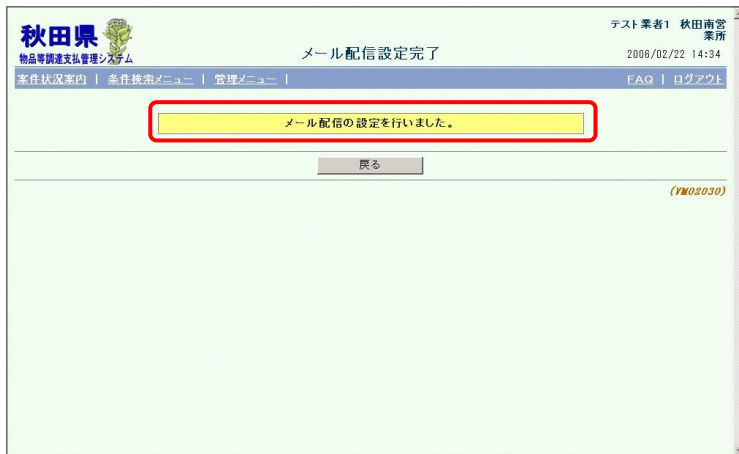 秋田県
物品等調達支払管理システム
メール配信設定完了
テスト業者1 秋田南営
業所
2006/02/22 14:34
案件状況案内 | 条件検索メニュー | 管理メニュー |
FAQ | ログアウト
メール配信の設定を行いました。
戻る
(VM02030)